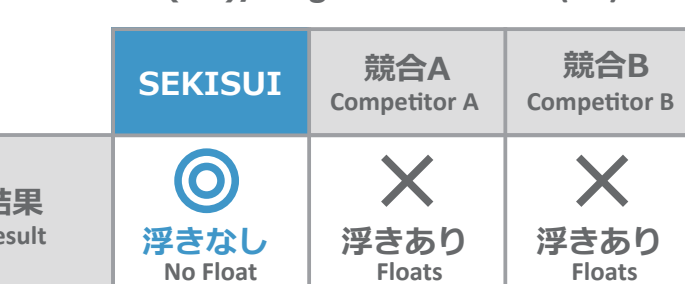 SEKISUI
競合A
Competitor A
競合B
Competitor B
結果
浮きなし
No Float
浮きあり
Floats
浮きあり
Floats